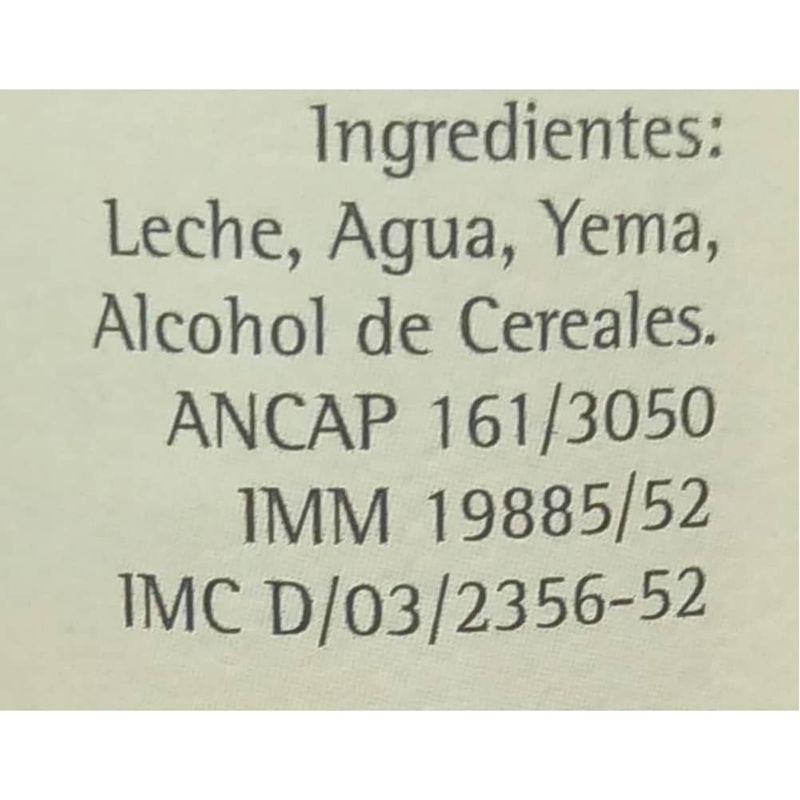 Ingredientes:
Leche, Agua, Yema,
Alcohol de Cereales.
ANCAP 161/3050
IMM 19885/52
IMC D/03/2356-52